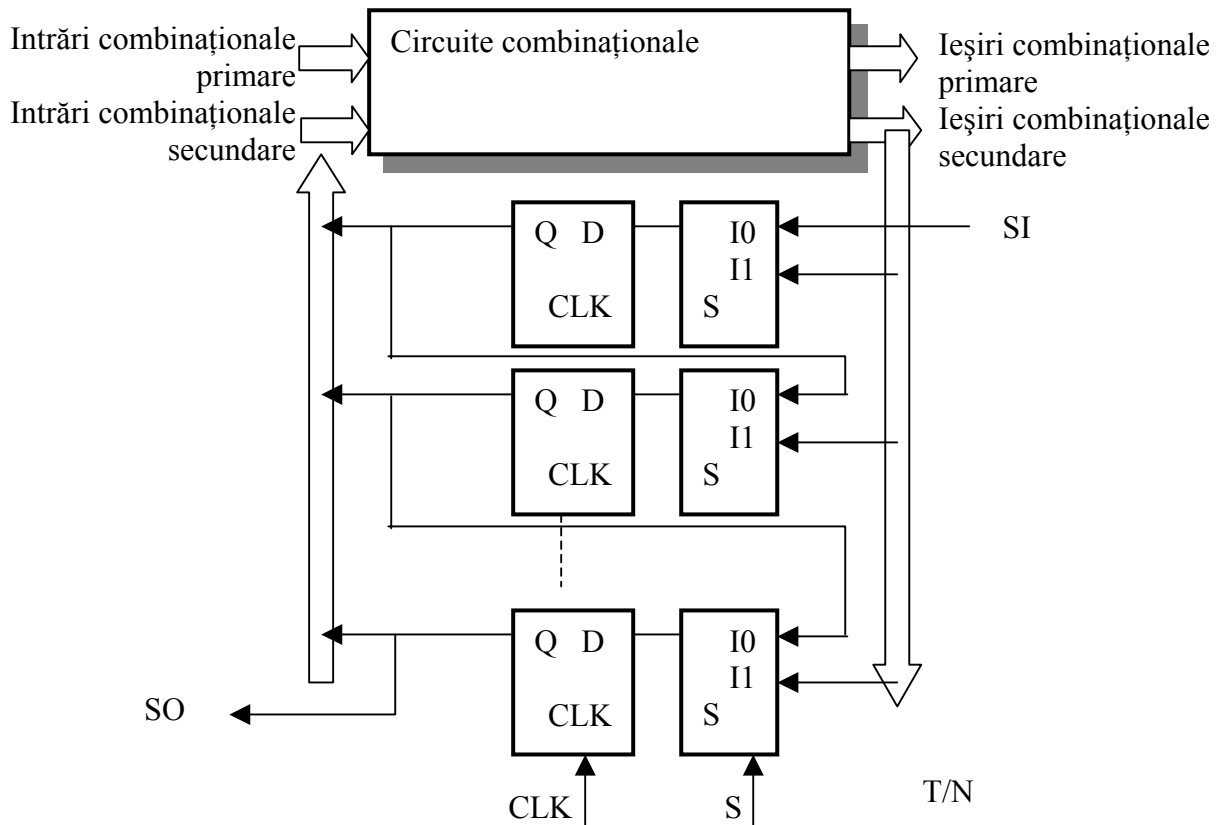 Intrări combinaționale
primare
Intrări combinaționale
secundare
Circuite combinaționale
Ieşiri combinaționale
primare
Ieşiri combinaționale
secundare
Q D
CLK
I0
I1
S
SI
Q D
CLK
I0
I1
S
Q D
CLK
I0
I1
S
SO
CLK
S
T/N